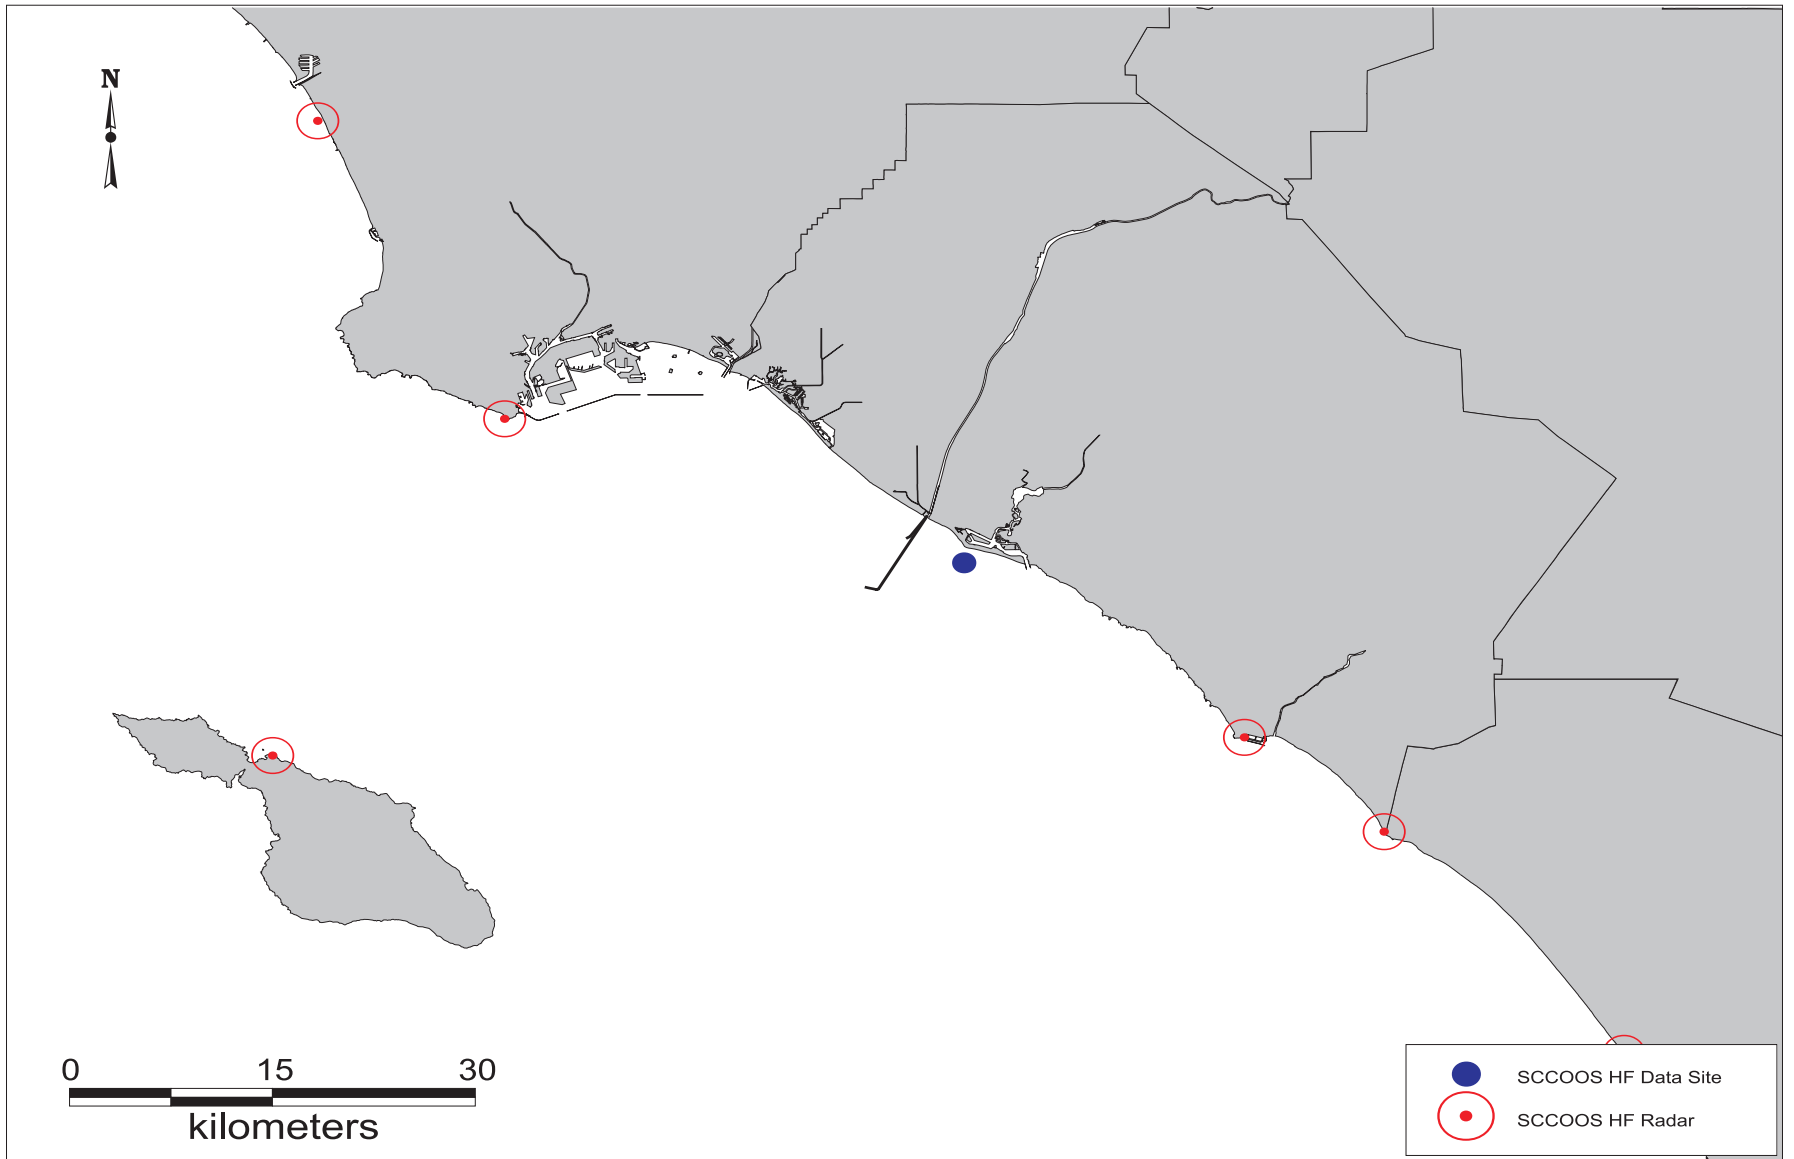 N
0 15 30
kilometers
SCCOOS HF Data Site
SCCOOS HF Radar